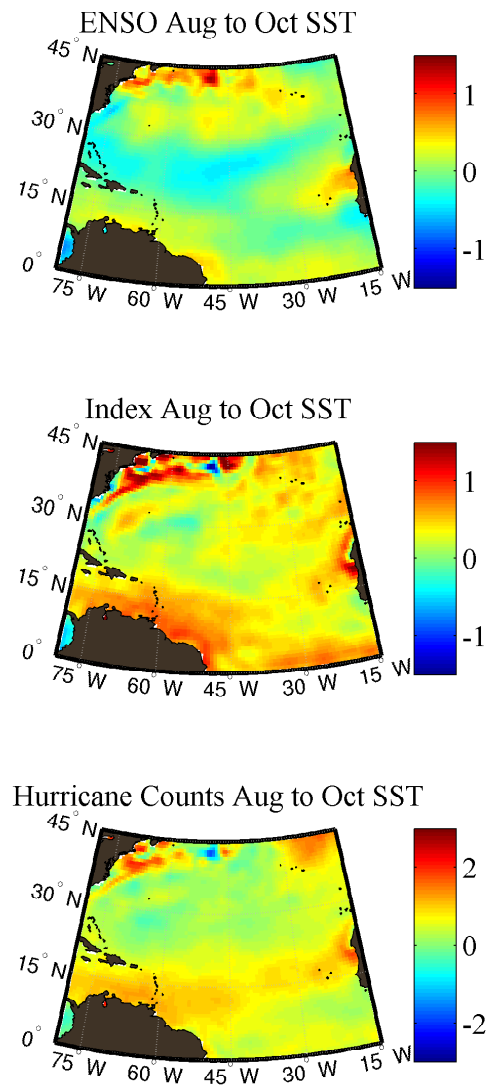 ENSO Aug to Oct SST
45° N
30° N
15° N
0°
75° W
60° W
45° W
30° W
15° W
1
0
-1
Index Aug to Oct SST
45° N
30° N
15° N
0°
75° W
60° W
45° W
30° W
15° W
1
0
-1
Hurricane Counts Aug to Oct SST
45° N
30° N
15° N
0°
75° W
60° W
45° W
30° W
15° W
2
0
-2